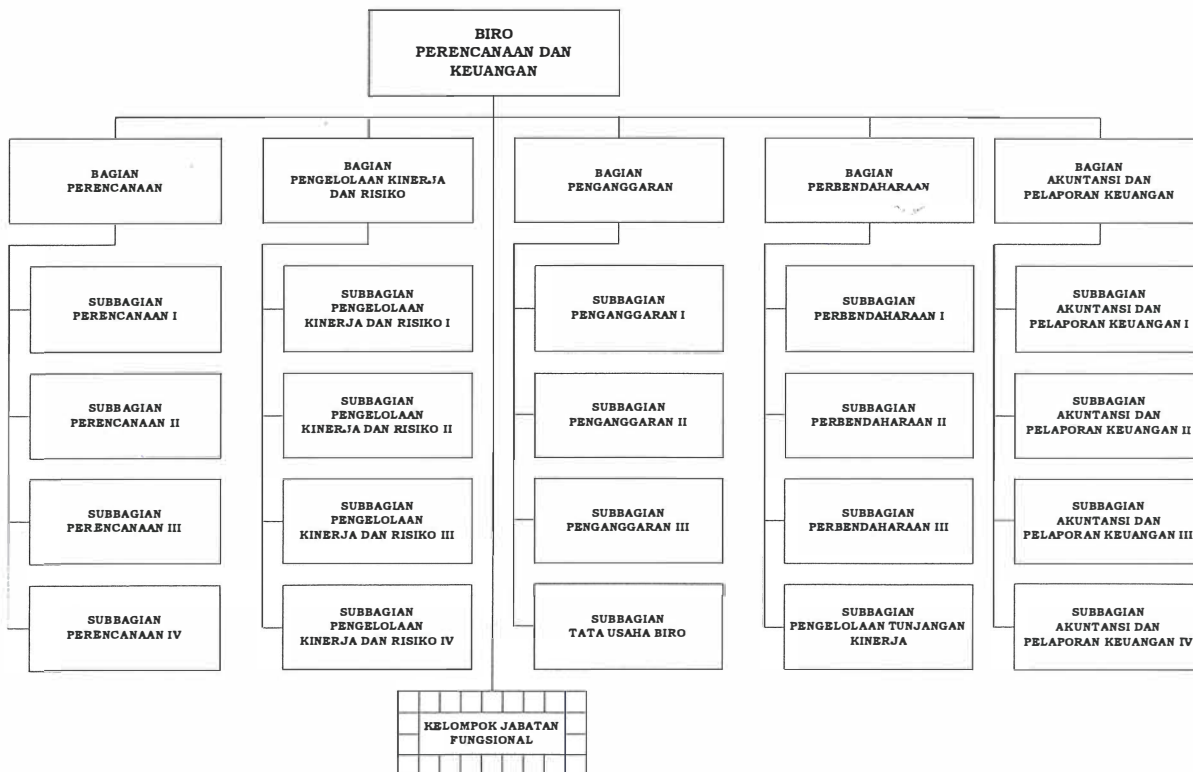 BIRO
PERENCANAAN DAN
KEUANGAN
BAGIAN
PERENCANAAN
BAGIAN
PENGELOLAAN KINERJA
DAN RISIKO
BAGIAN
PENGANGGARAN
BAGIAN
PERBENDAHARAAN
BAGIAN
AKUNTANSI DAN
PELAPORAN KEUANGAN
SUBBAGIAN
PERENCANAAN I
SUBBAGIAN
PENGELOLAAN
KINERJA DAN RISIKO I
SUBBAGIAN
PENGANGGARAN I
SUBBAGIAN
PERBENDAHARAAN I
SUBBAGIAN
AKUNTANSI DAN
PELAPORAN KEUANGAN I
SUBBAGIAN
PERENCANAAN II
SUBBAGIAN
PENGELOLAAN
KINERJA DAN RISIKO II
SUBBAGIAN
PENGANGGARAN II
SUBBAGIAN
PERBENDAHARAAN II
SUBBAGIAN
AKUNTANSI DAN
PELAPORAN KEUANGAN II
SUBBAGIAN
PERENCANAAN III
SUBBAGIAN
PENGELOLAAN
KINERJA DAN RISIKO III
SUBBAGIAN
PENGANGGARAN III
SUBBAGIAN
PERBENDAHARAAN III
SUBBAGIAN
AKUNTANSI DAN
PELAPORAN KEUANGAN III
SUBBAGIAN
PERENCANAAN IV
SUBBAGIAN
PENGELOLAAN
KINERJA DAN RISIKO IV
SUBBAGIAN
TATA USAHA BIRO
SUBBAGIAN
PENGELOLAAN TUNJANGAN
KINERJA
SUBBAGIAN
AKUNTANSI DAN
PELAPORAN KEUANGAN IV
KELOMPOK JABATAN
FUNGSIONAL